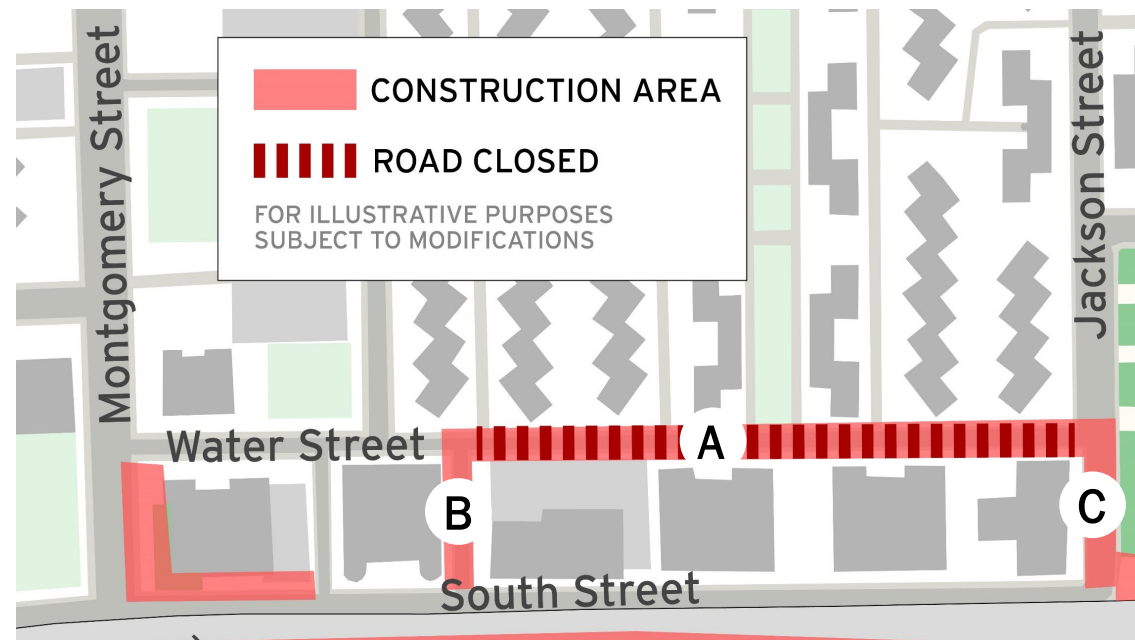 Montgomery Street
CONSTRUCTION AREA
ROAD CLOSED
FOR ILLUSTRATIVE PURPOSES
SUBJECT TO MODIFICATIONS
Jackson Street
Water Street
A
B
C
South Street